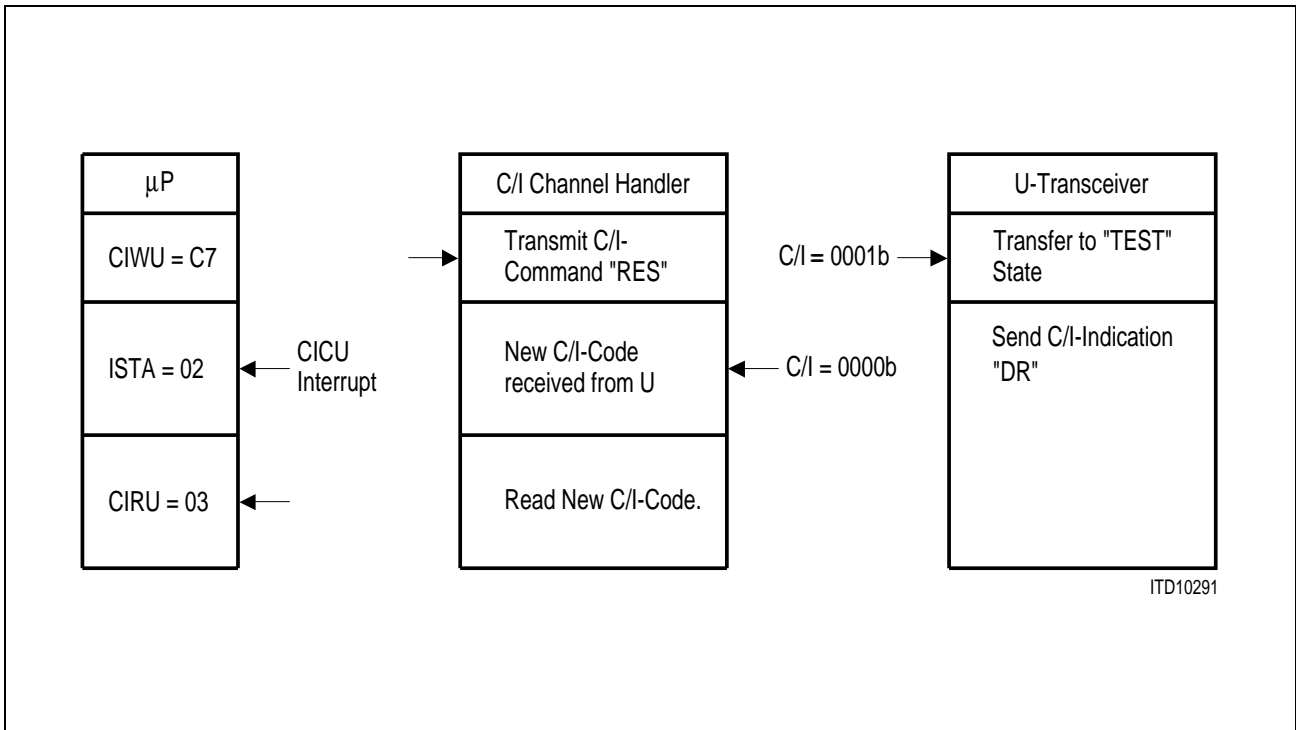 μP
C/I Channel Handler
U-Transceiver
CIWU = C7
Transmit C/I-
Command "RES"
C/I = 0001b
Transfer to "TEST"
State
ISTA = 02
CICU
Interrupt
New C/I-Code
received from U
C/I = 0000b
Send C/I-Indication
"DR"
CIRU = 03
Read New C/I-Code.
ITD10291